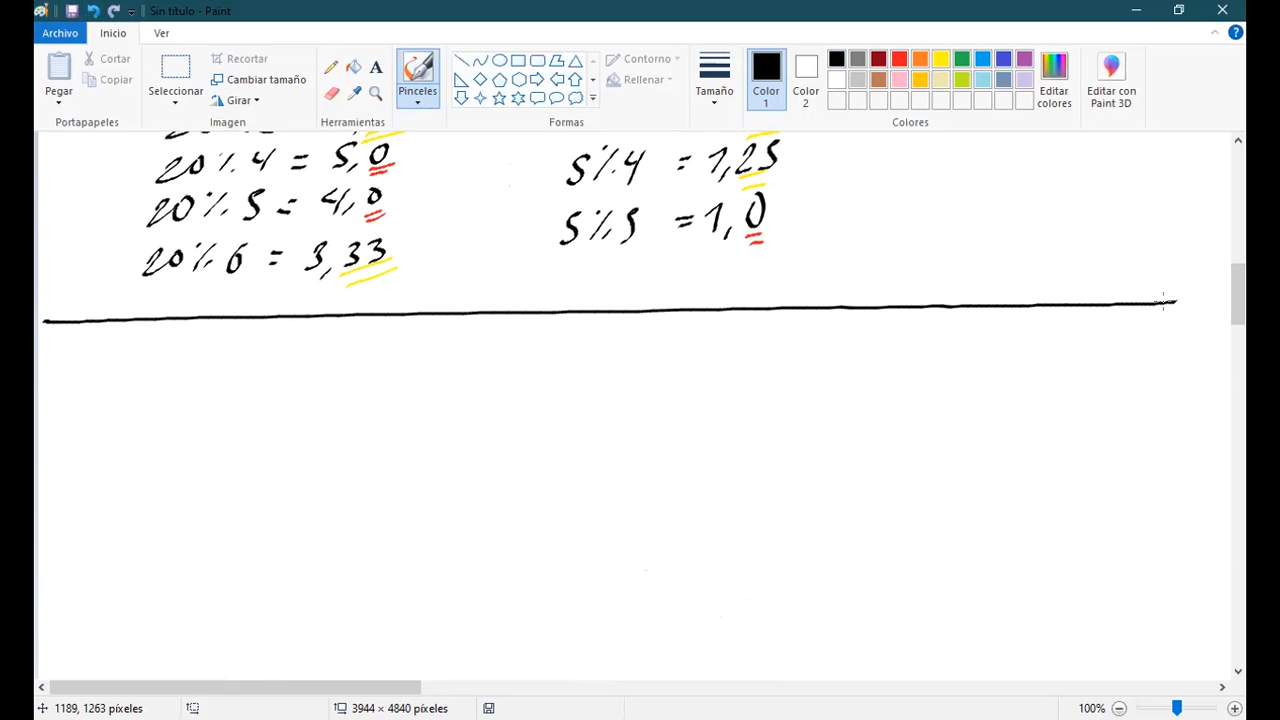 Sin título - Paint
Archivo Inicio Ver
Pegar
Cortar
Copiar
Portapapeles
Seleccionar
Recortar
Cambiar tamaño
Girar
Imagen
A
Herramientas
Pinceles
Contorno
Rellenar
Formas
Tamaño
Color 1
Color 2
Editar colores
Colores
Editar con Paint 3D
20%4 = 5,0
20%5 = 4,0
20%6 = 3,33
5%4 = 1,25
5%5 = 1,0
1189, 1263 píxeles
3944 × 4840 píxeles
100%